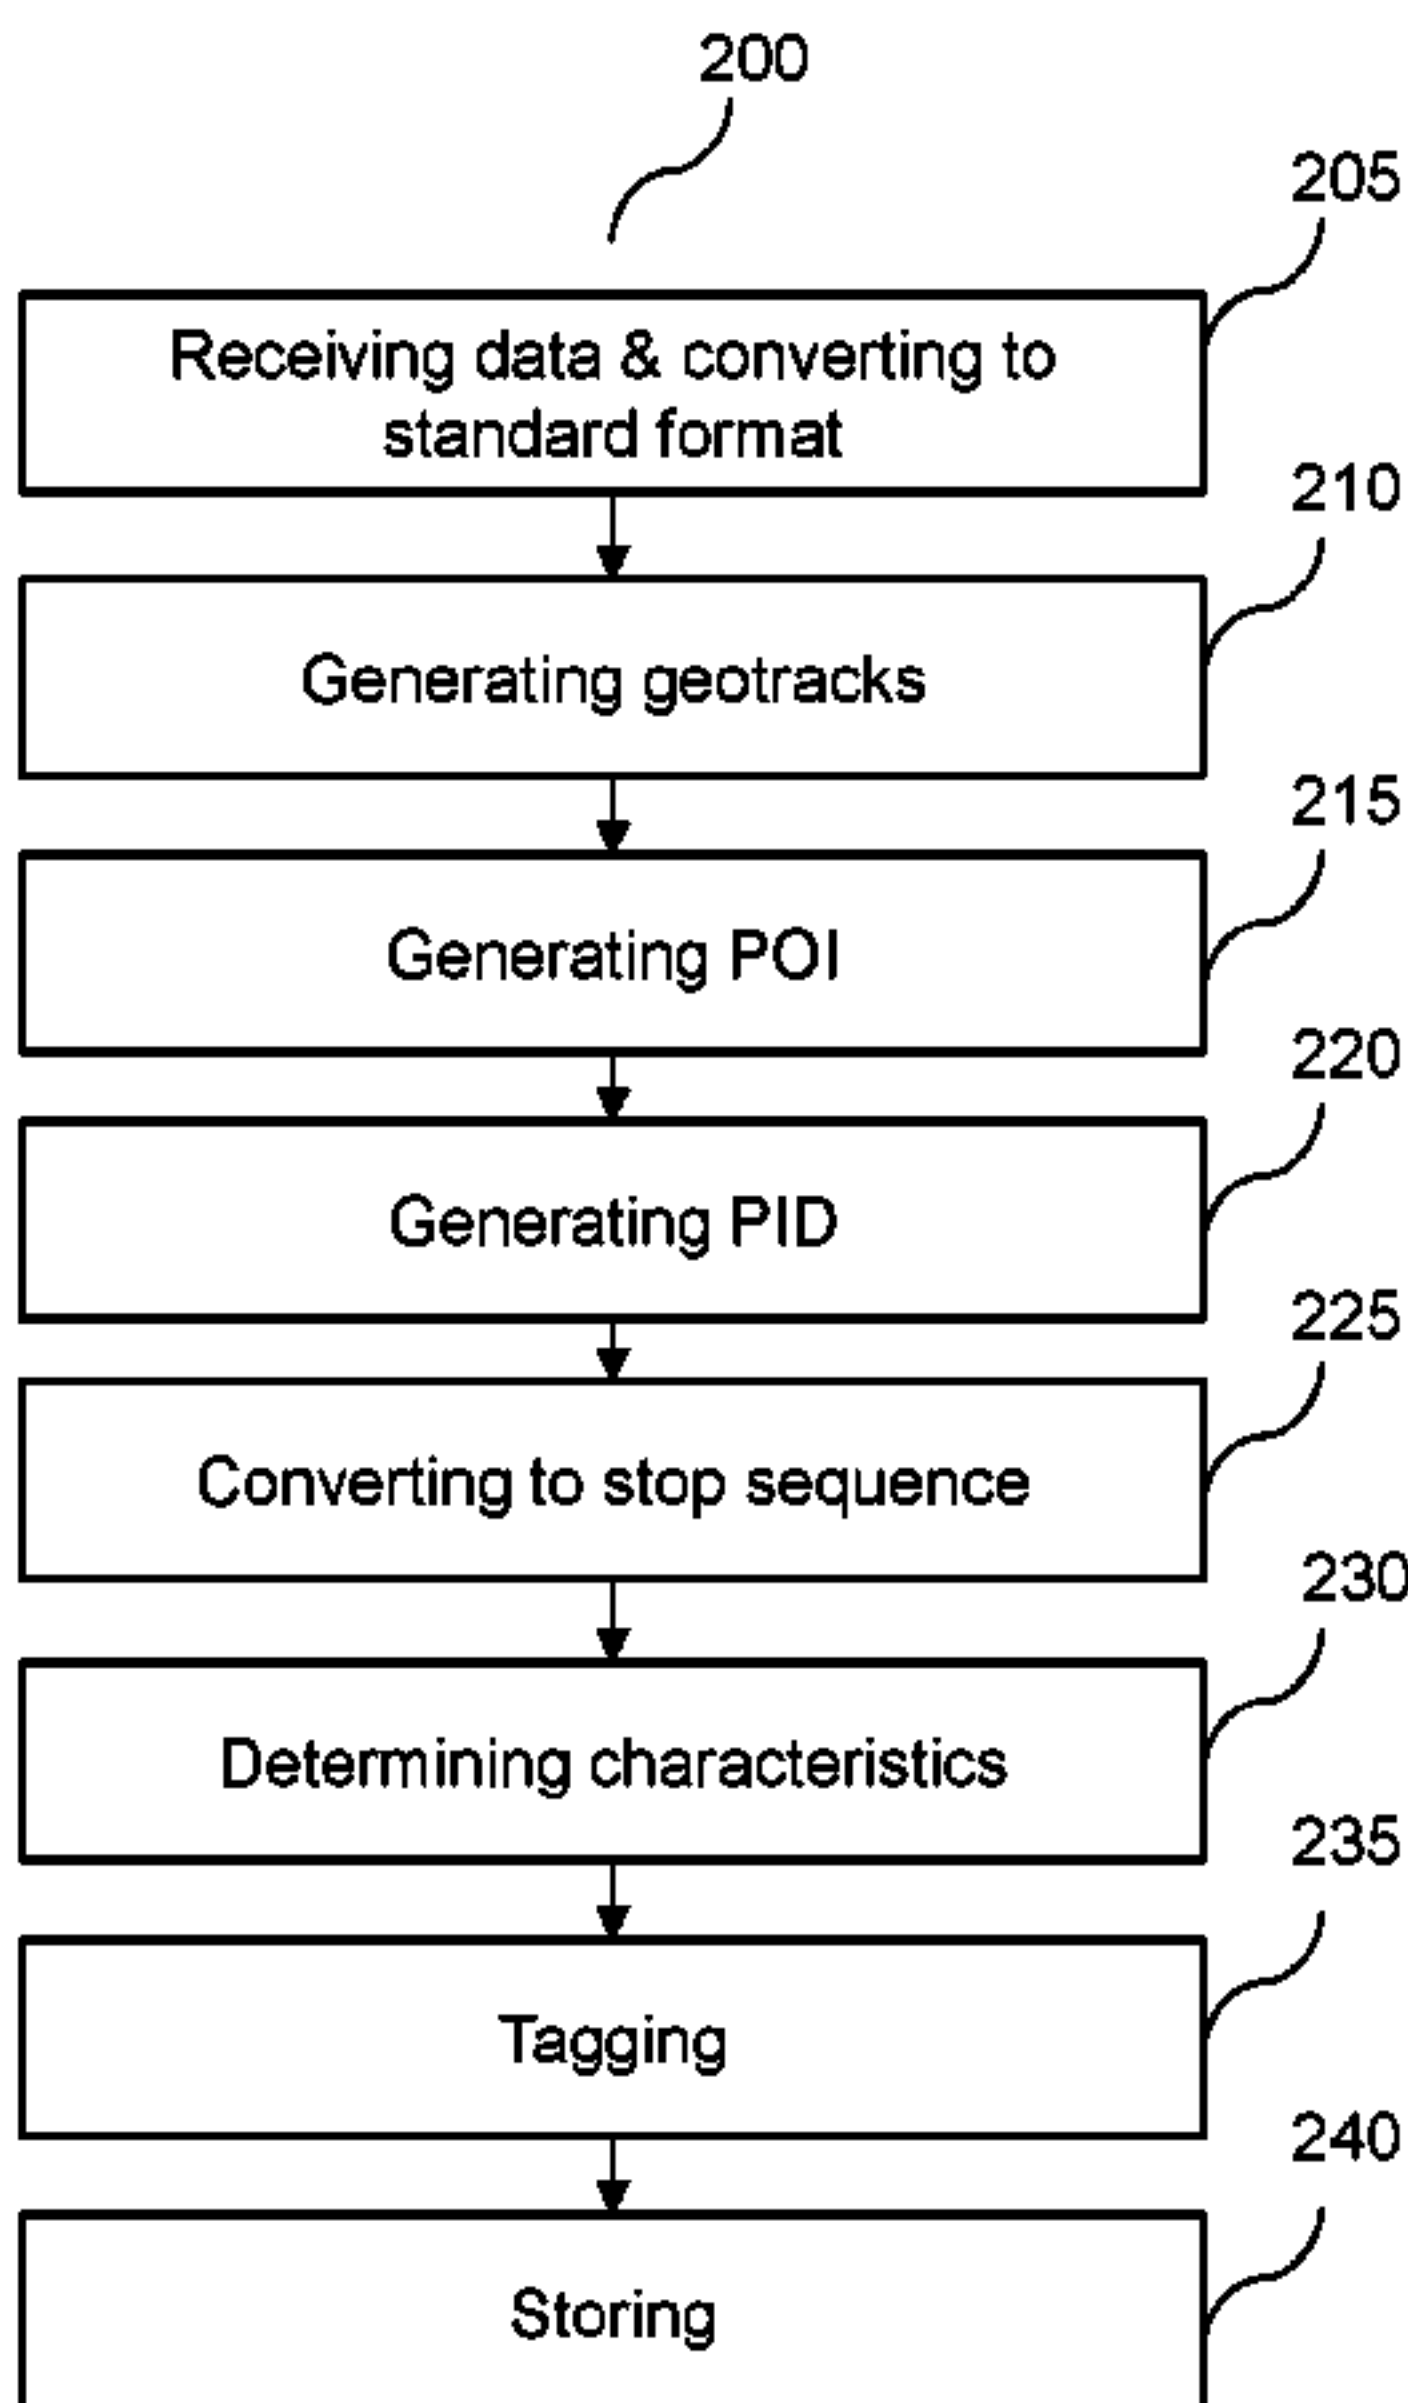 200
205
Receiving data & converting to
standard format
210
Generating geotracks
215
Generating POI
220
Generating PID
225
Converting to stop sequence
230
Determining characteristics
235
Tagging
240
Storing